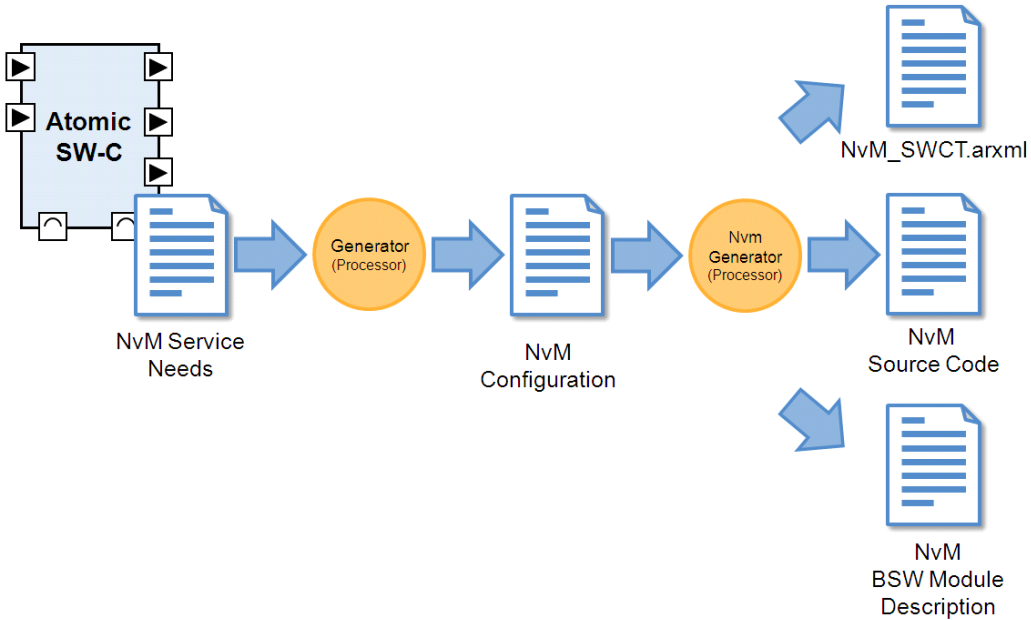 Atomic
SW-C
NvM Service
Needs
Generator
(Processor)
NvM
Configuration
Nvm
Generator
(Processor)
NvM_SWCT.arxml
NvM
Source Code
NvM
BSW Module
Description